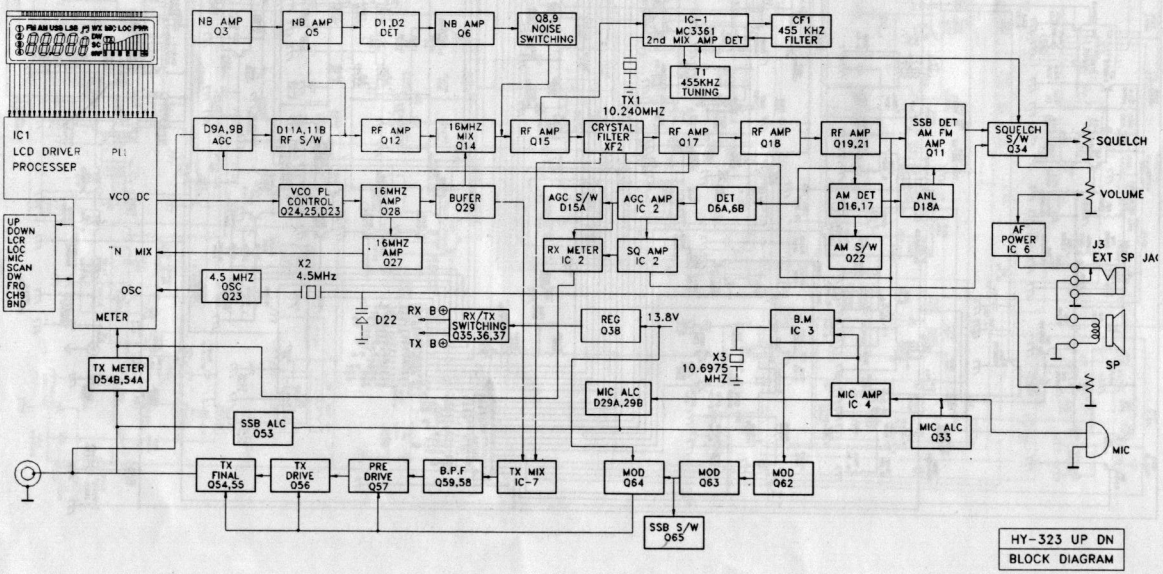 FM AM USB LSB WX MIC LOC PWR
DW
SC
NB AMP
Q3
NB AMP
Q5
D1,D2
DET
NB AMP
Q6
Q8,9
NOISE
SWITCHING
IC-1
MC3361
2nd MIX AMP DET
CF1
455 KHZ
FILTER
T1
455KHZ
TUNING
TX1
10.240MHZ
IC1
LCD DRIVER
PROCESSER
PLL
VCO DC
"N MIX
OSC
METER
D9A,9B
AGC
D11A,11B
RF S/W
RF AMP
Q12
16MHZ
MIX
Q14
RF AMP
Q15
CRYSTAL
FILTER
XF2
RF AMP
Q17
RF AMP
Q18
RF AMP
Q19,21
SSB DET
AM FM
AMP
Q11
SQUELCH
S/W
Q34
SQUELCH
VCO PL
CONTROL
Q24,25,D23
16MHZ
AMP
Q28
BUFER
Q29
AGC S/W
D15A
AGC AMP
IC 2
DET
D6A,6B
AM DET
D16,17
ANL
D18A
VOLUME
UP
DOWN
LCR
LOC
MIC
SCAN
DW
FRQ
CH9
BND
16MHZ
AMP
Q27
RX METER
IC 2
SQ AMP
IC 2
AM S/W
Q22
AF
POWER
IC 6
J3
EXT SP JAC
4.5 MHZ
OSC
Q23
X2
4.5MHz
D22
RX B⊕
TX B⊕
RX/TX
SWITCHING
Q35,36,37
REG
Q38
13.8V
B.M
IC 3
X3
10.6975
MHZ
SP
TX METER
D54B,54A
MIC ALC
D29A,29B
MIC AMP
IC 4
SSB ALC
Q53
MIC ALC
Q33
MIC
TX
FINAL
Q54,55
TX
DRIVE
Q56
PRE
DRIVE
Q57
B.P.F
Q59,58
TX MIX
IC-7
MOD
Q64
MOD
Q63
MOD
Q62
SSB S/W
Q65
HY-323 UP DN
BLOCK DIAGRAM